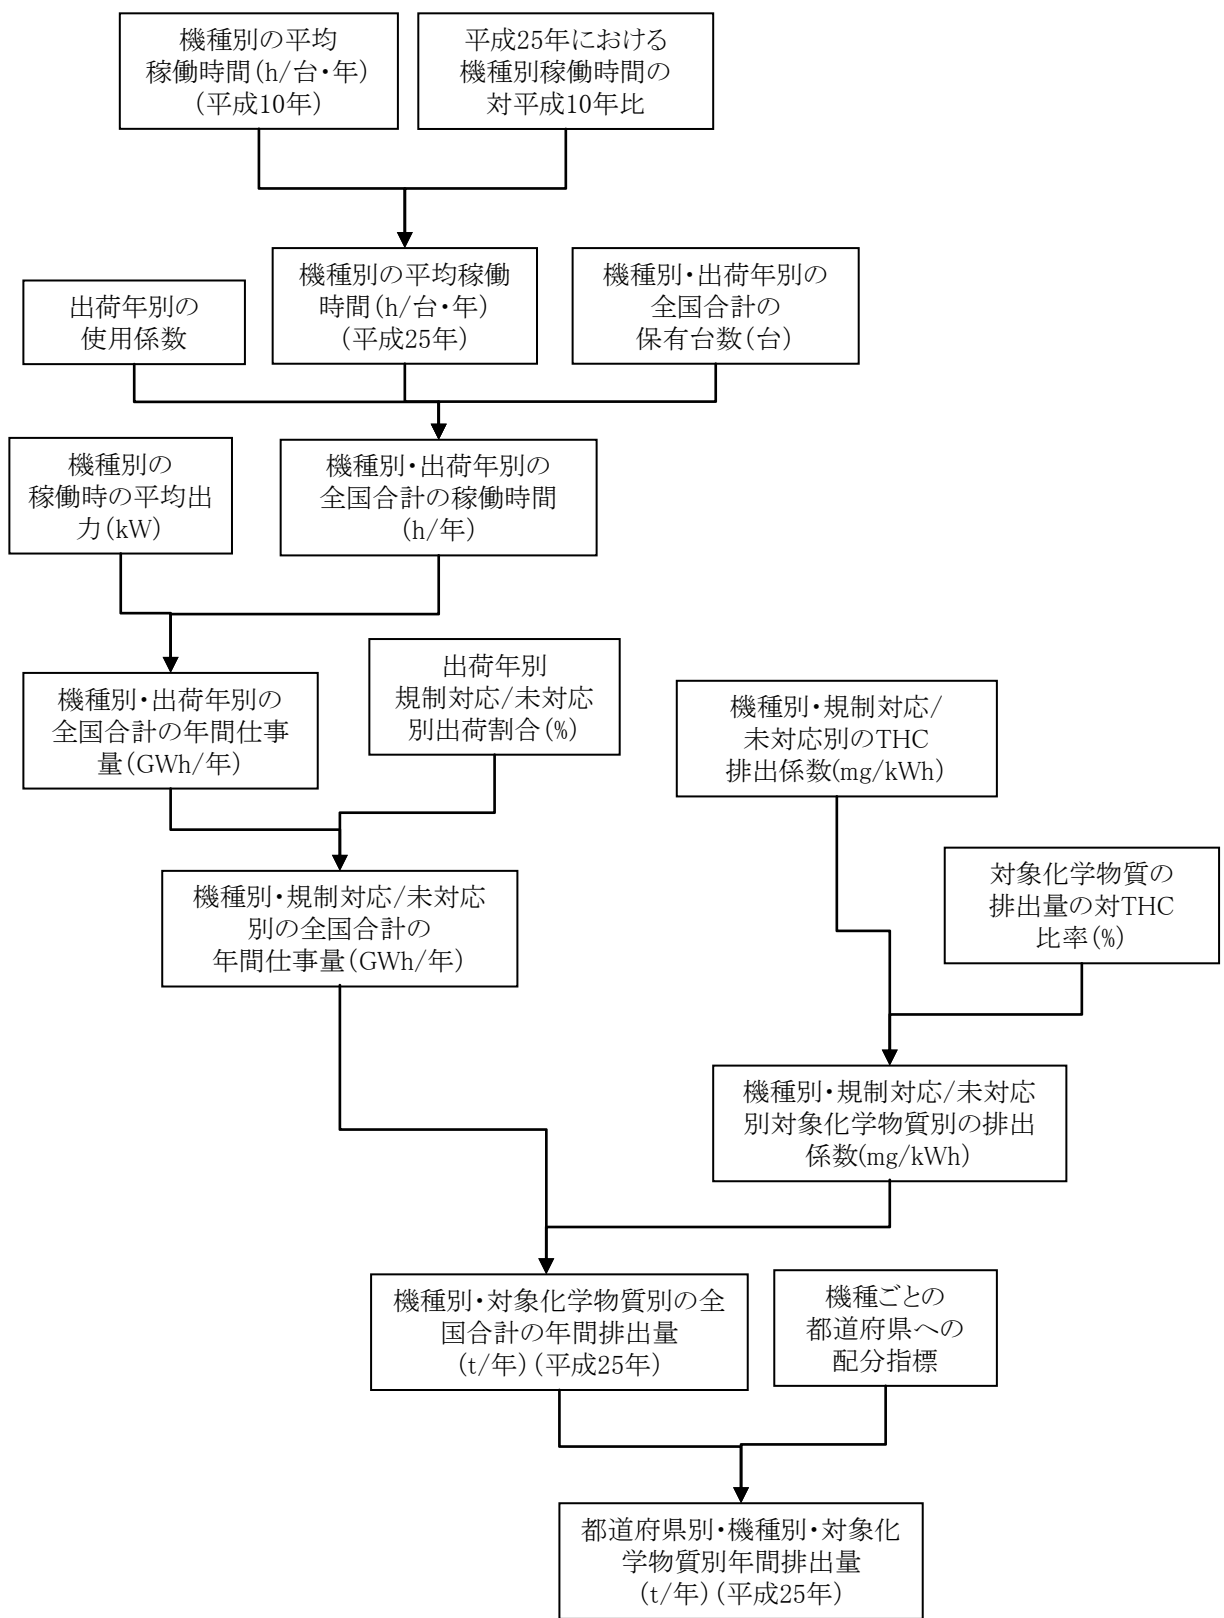 機種別の平均
稼働時間(h/台・年)
(平成10年)
平成25年における
機種別稼働時間の
対平成10年比
出荷年別の
使用係数
機種別の平均稼働
時間(h/台・年)
(平成25年)
機種別・出荷年別の
全国合計の
保有台数(台)
機種別の
稼働時の平均出
力(kW)
機種別・出荷年別の
全国合計の稼働時間
(h/年)
機種別・出荷年別の
全国合計の年間仕事
量(GWh/年)
出荷年別
規制対応/未対応
別出荷割合(%)
機種別・規制対応/
未対応別のTHC
排出係数(mg/kWh)
機種別・規制対応/未対応
別の全国合計の
年間仕事量(GWh/年)
対象化学物質の
排出量の対THC
比率(%)
機種別・規制対応/未対応
別対象化学物質別の排出
係数(mg/kWh)
機種別・対象化学物質別の全
国合計の年間排出量
(t/年)(平成25年)
機種ごとの
都道府県への
配分指標
都道府県別・機種別・対象化
学物質別年間排出量
(t/年)(平成25年)